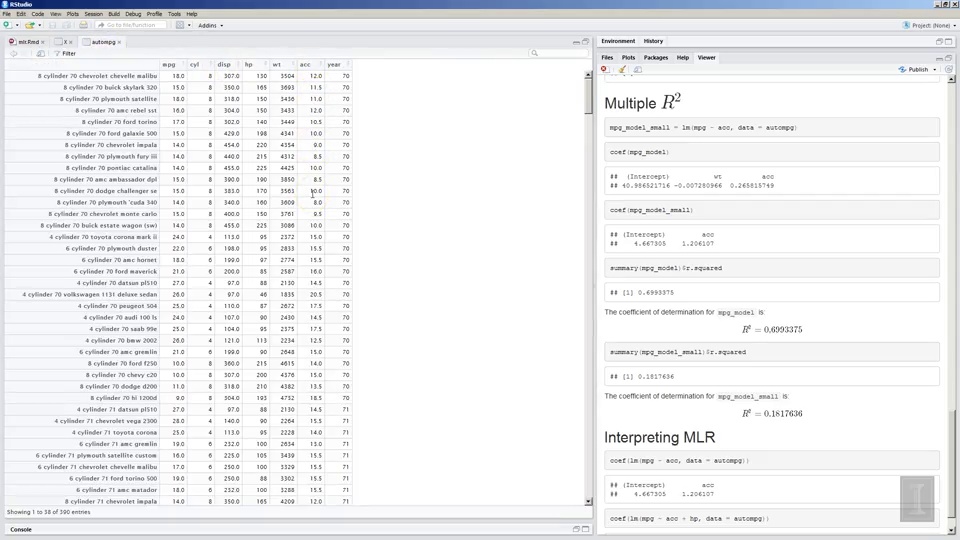 RStudio
File Edit Code View Plots Session Build Debug Profile Tools Help
Go to file/function Addins Project: (None)
mlr.Rmd X autompg
Filter
mpg cyl disp hp wt acc year
8 cylinder 70 chevrolet chevelle malibu 18.0 8 307.0 130 3504 12.0 70
8 cylinder 70 buick skylark 320 15.0 8 350.0 165 3693 11.5 70
8 cylinder 70 plymouth satellite 18.0 8 318.0 150 3436 11.0 70
8 cylinder 70 amc rebel sst 16.0 8 304.0 150 3433 12.0 70
8 cylinder 70 ford torino 17.0 8 302.0 140 3449 10.5 70
8 cylinder 70 ford galaxie 500 15.0 8 429.0 198 4341 10.0 70
8 cylinder 70 chevrolet impala 14.0 8 454.0 220 4354 9.0 70
8 cylinder 70 plymouth fury iii 14.0 8 440.0 215 4312 8.5 70
8 cylinder 70 pontiac catalina 14.0 8 455.0 225 4425 10.0 70
8 cylinder 70 amc ambassador dpl 15.0 8 390.0 190 3850 8.5 70
8 cylinder 70 dodge challenger se 15.0 8 383.0 170 3563 10.0 70
8 cylinder 70 plymouth 'cuda 340 14.0 8 340.0 160 3609 8.0 70
8 cylinder 70 chevrolet monte carlo 15.0 8 400.0 150 3761 9.5 70
8 cylinder 70 buick estate wagon (sw) 14.0 8 455.0 225 3086 10.0 70
4 cylinder 70 toyota corona mark ii 24.0 4 113.0 95 2372 15.0 70
6 cylinder 70 plymouth duster 22.0 6 198.0 95 2833 15.5 70
6 cylinder 70 amc hornet 18.0 6 199.0 97 2774 15.5 70
6 cylinder 70 ford maverick 21.0 6 200.0 85 2587 16.0 70
4 cylinder 70 datsun pl510 27.0 4 97.0 88 2130 14.5 70
4 cylinder 70 volkswagen 1131 deluxe sedan 26.0 4 97.0 46 1835 20.5 70
4 cylinder 70 peugeot 504 25.0 4 110.0 87 2672 17.5 70
4 cylinder 70 audi 100 ls 24.0 4 107.0 90 2430 14.5 70
4 cylinder 70 saab 99e 25.0 4 104.0 95 2375 17.5 70
4 cylinder 70 bmw 2002 26.0 4 121.0 113 2234 12.5 70
6 cylinder 70 amc gremlin 21.0 6 199.0 90 2648 15.0 70
8 cylinder 70 ford f250 10.0 8 360.0 215 4615 14.0 70
8 cylinder 70 chevy c20 10.0 8 307.0 200 4376 15.0 70
8 cylinder 70 dodge d200 11.0 8 318.0 210 4382 13.5 70
8 cylinder 70 hi 1200d 9.0 8 304.0 193 4732 18.5 70
4 cylinder 71 datsun pl510 27.0 4 97.0 88 2130 14.5 71
4 cylinder 71 chevrolet vega 2300 28.0 4 140.0 90 2264 15.5 71
4 cylinder 71 toyota corona 25.0 4 113.0 95 2228 14.0 71
6 cylinder 71 amc gremlin 19.0 6 232.0 100 2634 13.0 71
6 cylinder 71 plymouth satellite custom 16.0 6 225.0 105 3439 15.5 71
6 cylinder 71 chevrolet chevelle malibu 17.0 6 250.0 100 3329 15.5 71
6 cylinder 71 ford torino 500 19.0 6 250.0 88 3302 15.5 71
6 cylinder 71 amc matador 18.0 6 232.0 100 3288 15.5 71
8 cylinder 71 chevrolet impala 14.0 8 350.0 165 4209 12.0 71
Showing 1 to 38 of 390 entries
Console
Environment History
Files Plots Packages Help Viewer
Publish
Multiple R²
mpg_model_small = lm(mpg ~ acc, data = autompg)
coef(mpg_model)
## (Intercept) wt acc
## 40.986521716 -0.007280966 0.265815749
coef(mpg_model_small)
## (Intercept) acc
## 4.667305 1.206107
summary(mpg_model)$r.squared
## [1] 0.6993375
The coefficient of determination for mpg_model is:
R² = 0.6993375
summary(mpg_model_small)$r.squared
## [1] 0.1817636
The coefficient of determination for mpg_model_small is:
R² = 0.1817636
Interpreting MLR
coef(lm(mpg ~ acc, data = autompg))
## (Intercept) acc
## 4.667305 1.206107
coef(lm(mpg ~ acc + hp, data = autompg))